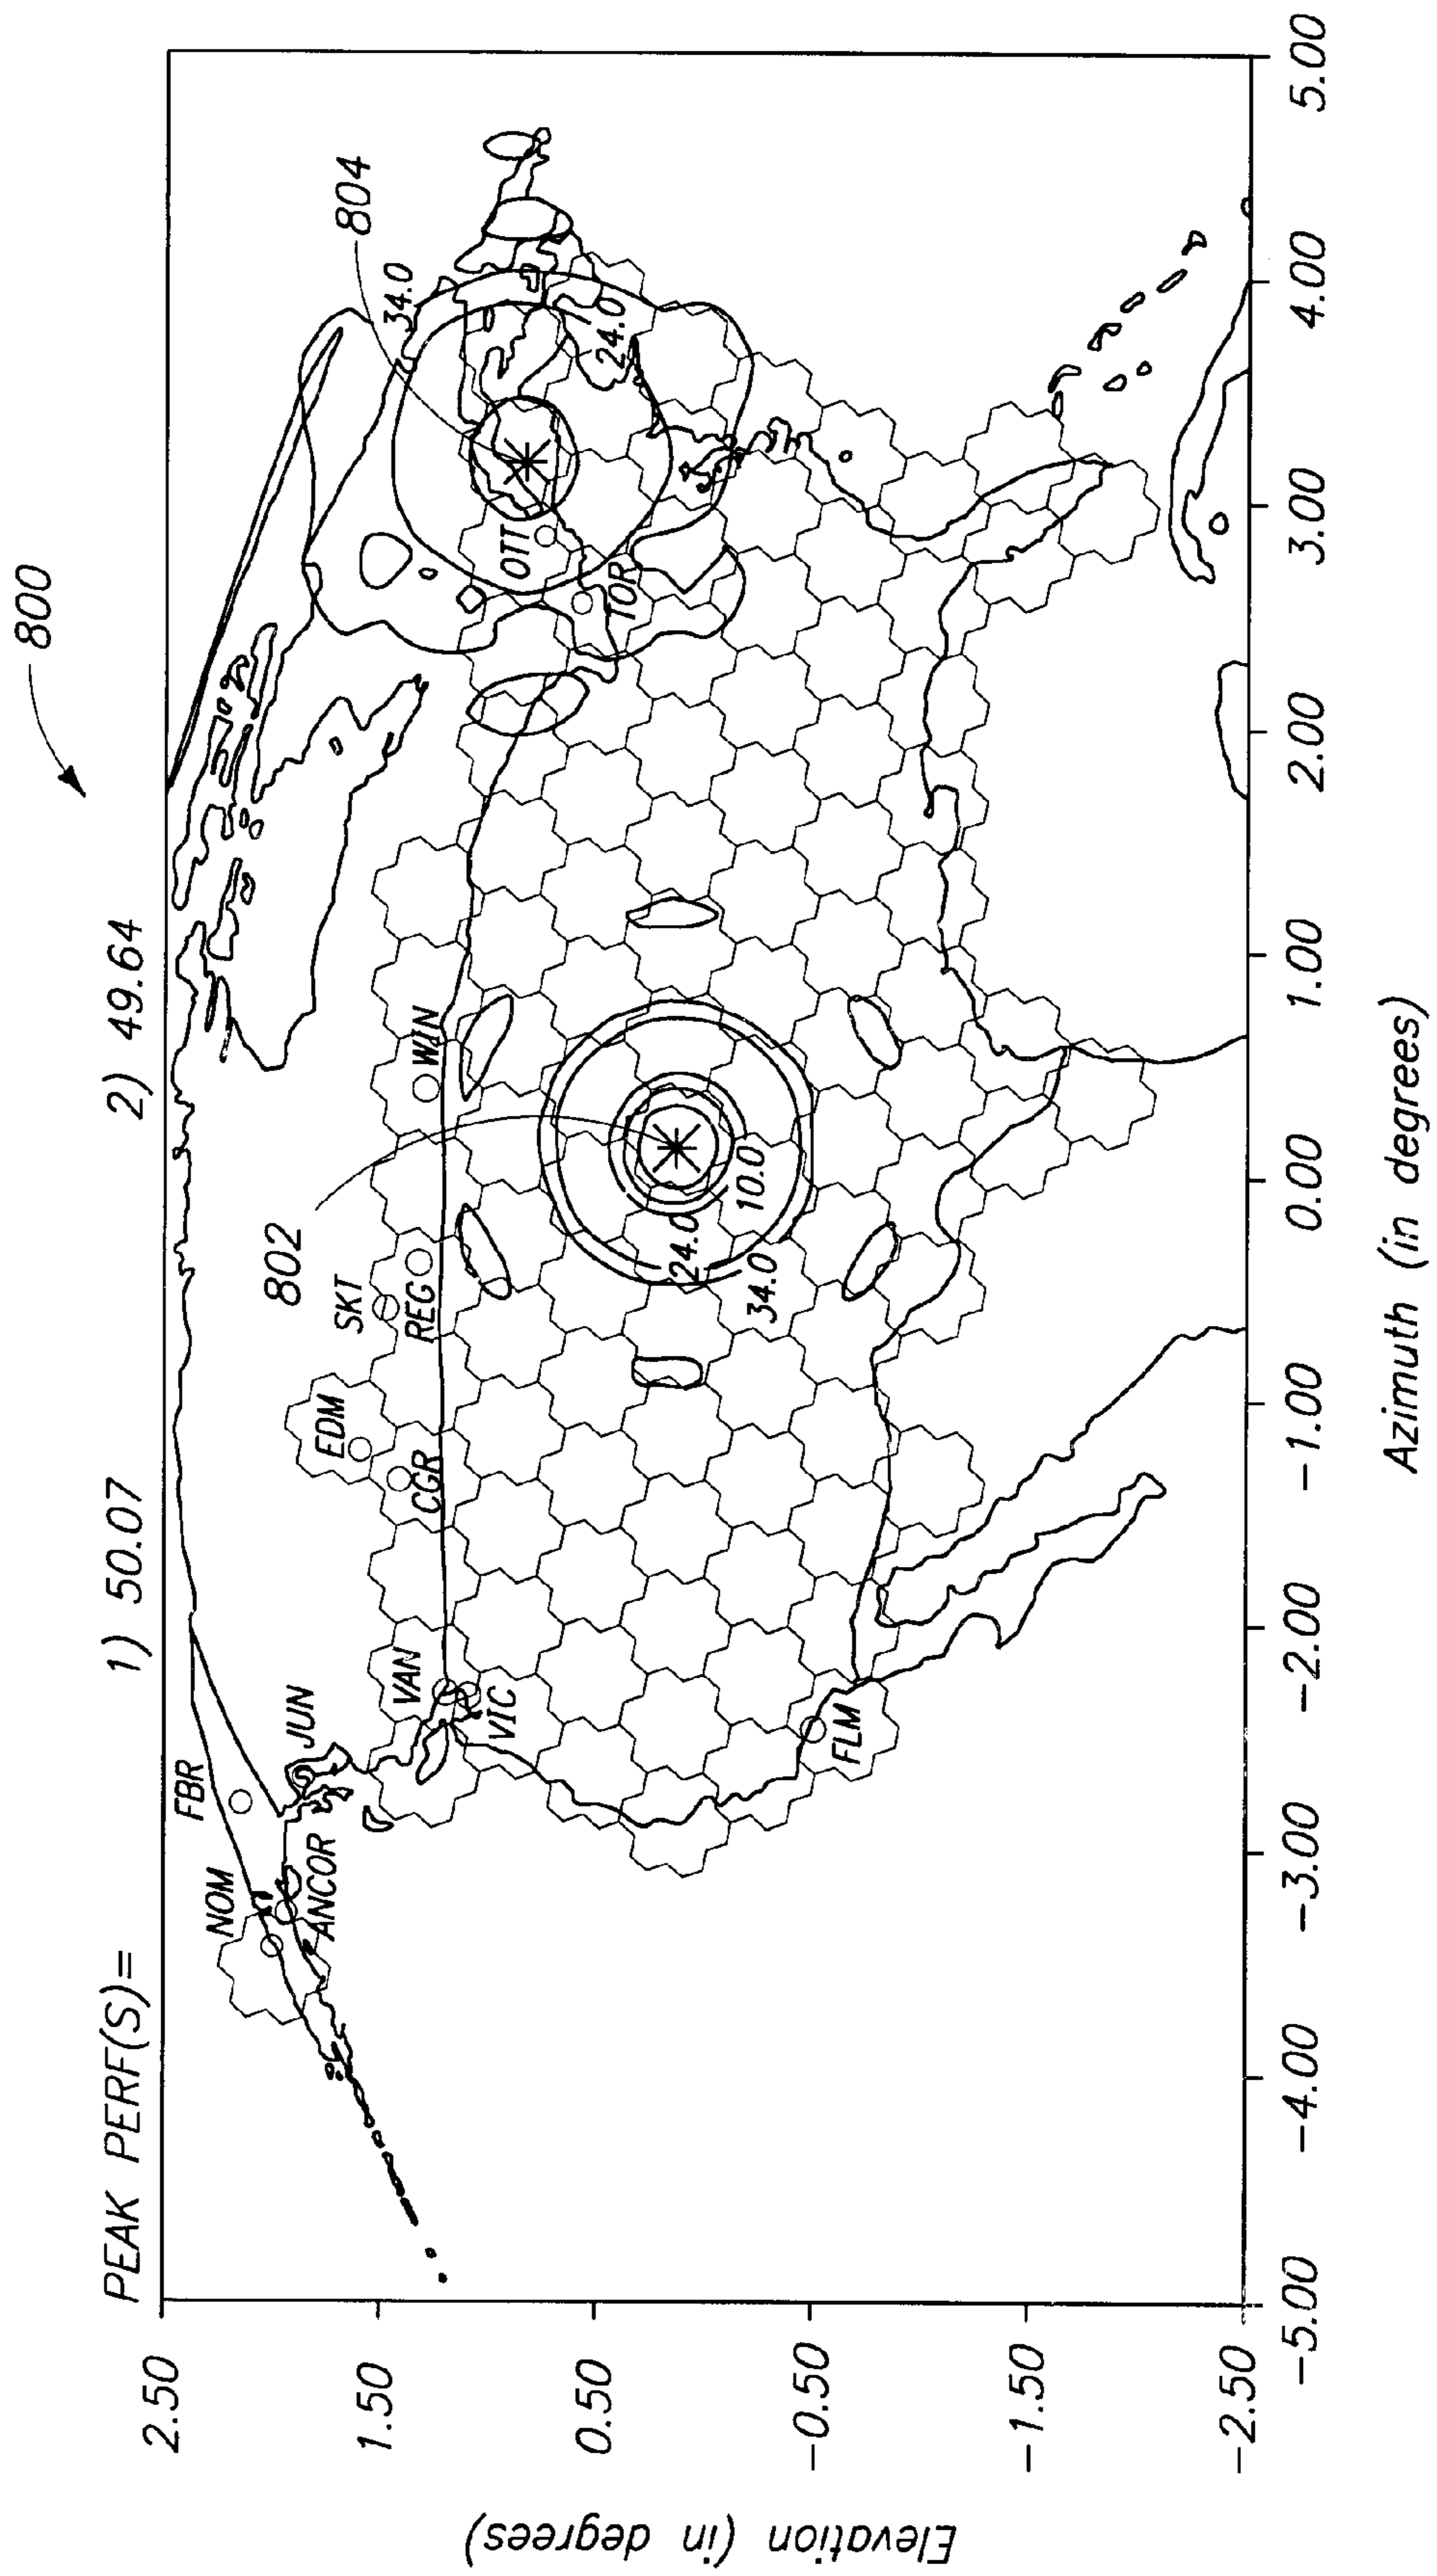 800
PEAK PERF(S)= 1) 50.07 2) 49.64
804
802
FBR
NOM
JUN
ANCOR
EDM
SKT
CGR
REG
WIN
VAN
VIC
FLM
OTT
TOR
34.0
24.0
24.0
10.0
34.0
2.50
1.50
0.50
-0.50
-1.50
-2.50
Elevation (in degrees)
-5.00 -4.00 -3.00 -2.00 -1.00 0.00 1.00 2.00 3.00 4.00 5.00
Azimuth (in degrees)